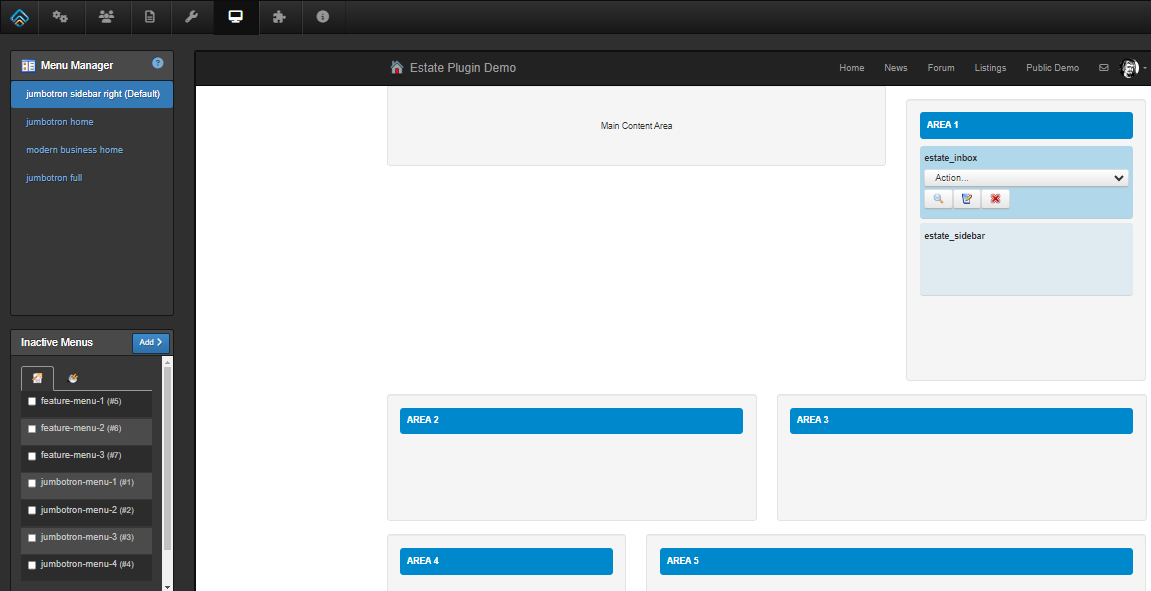 Menu Manager
?
jumbotron sidebar right (Default)
jumbotron home
modern business home
jumbotron full
Inactive Menus
Add
feature-menu-1 (#5)
feature-menu-2 (#6)
feature-menu-3 (#7)
jumbotron-menu-1 (#1)
jumbotron-menu-2 (#2)
jumbotron-menu-3 (#3)
jumbotron-menu-4 (#4)
Estate Plugin Demo
Home News Forum Listings Public Demo
Main Content Area
AREA 1
estate_inbox
Action...
estate_sidebar
AREA 2
AREA 3
AREA 4
AREA 5